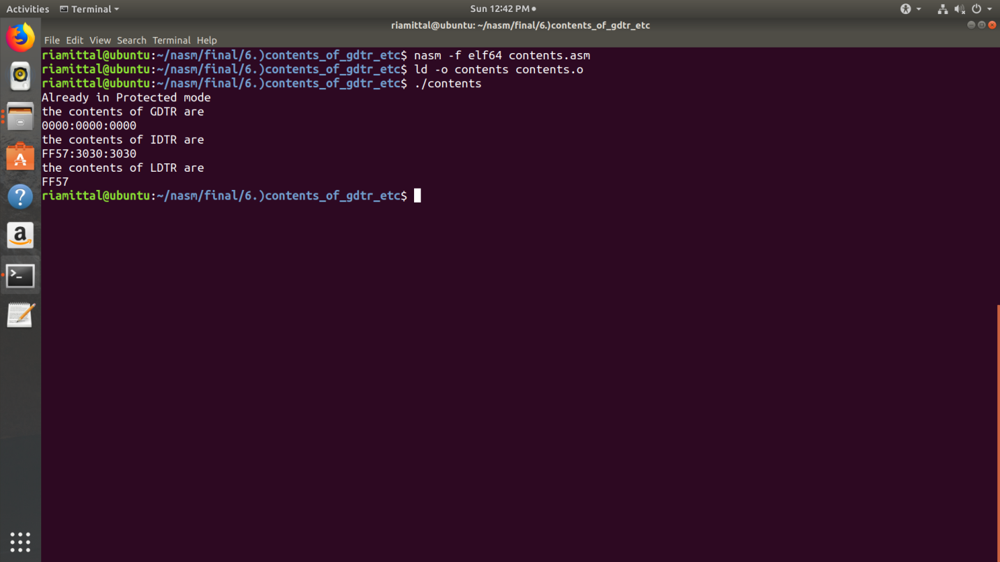 Activities Terminal Sun 12:42 PM
riamittal@ubuntu: ~/nasm/final/6.)contents_of_gdtr_etc
File Edit View Search Terminal Help
riamittal@ubuntu:~/nasm/final/6.)contents_of_gdtr_etc$ nasm -f elf64 contents.asm
riamittal@ubuntu:~/nasm/final/6.)contents_of_gdtr_etc$ ld -o contents contents.o
riamittal@ubuntu:~/nasm/final/6.)contents_of_gdtr_etc$ ./contents
Already in Protected mode
the contents of GDTR are
0000:0000:0000
the contents of IDTR are
FF57:3030:3030
the contents of LDTR are
FF57
riamittal@ubuntu:~/nasm/final/6.)contents_of_gdtr_etc$